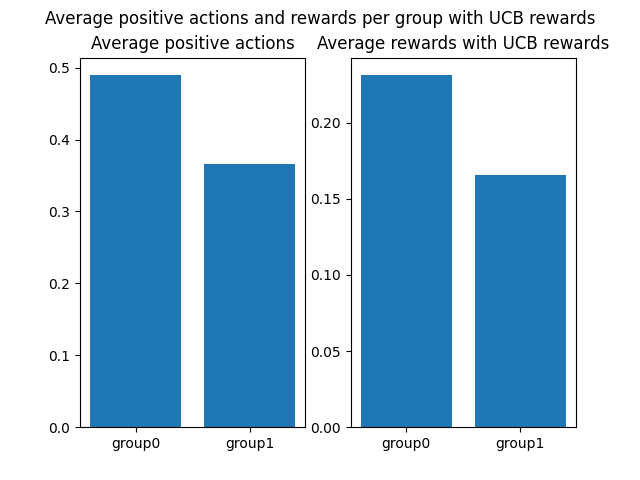 Average positive actions and rewards per group with UCB rewards
Average positive actions
0.5
0.4
0.3
0.2
0.1
0.0
group0 group1
Average rewards with UCB rewards
0.20
0.15
0.10
0.05
0.00
group0 group1